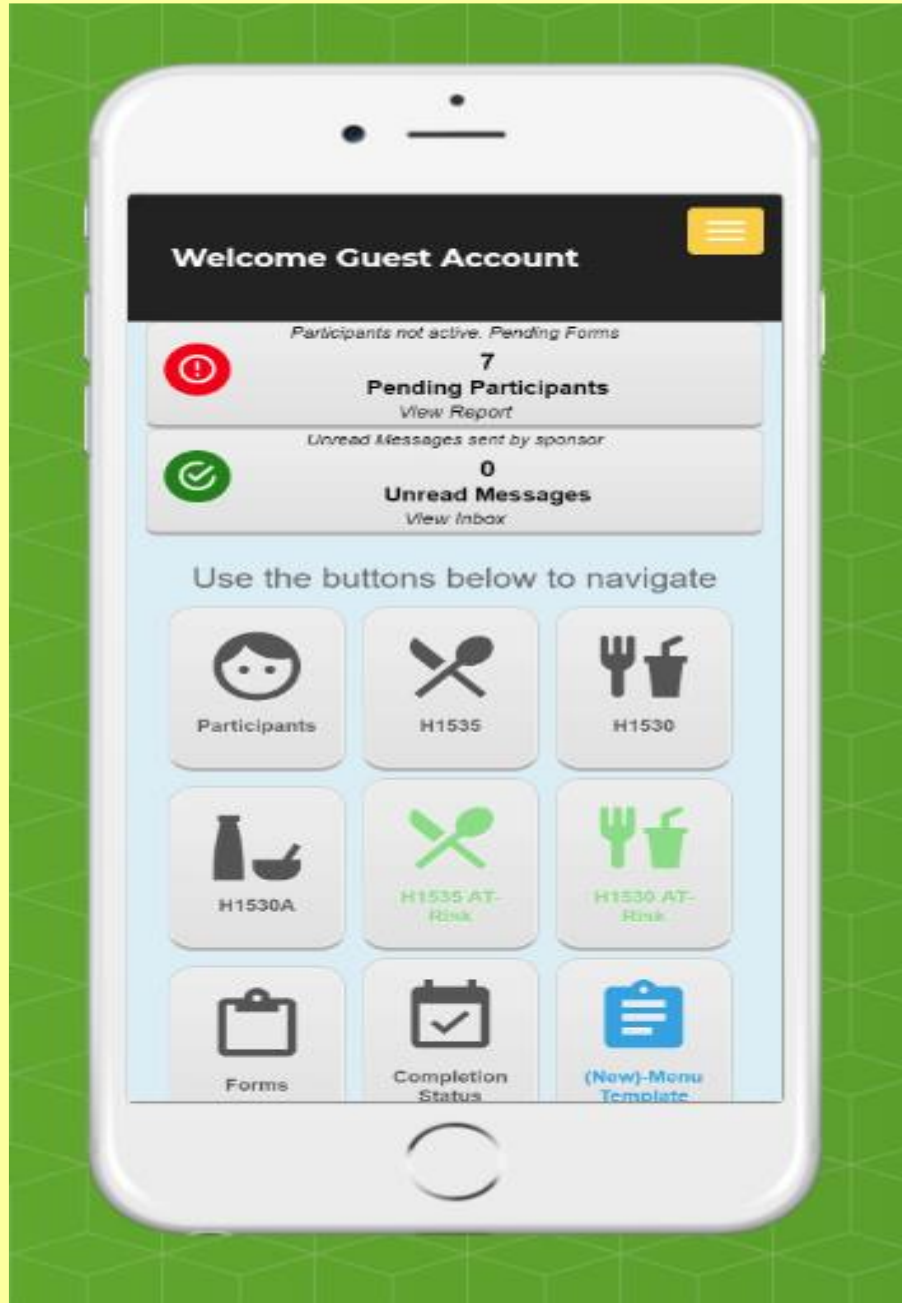 Welcome Guest Account
Participants not active. Pending Forms
7
Pending Participants
View Report
Unread Messages sent by sponsor
0
Unread Messages
View Inbox
Use the buttons below to navigate
Participants
H1535
H1530
H1530A
H1535 AT-
Risk
H1530 AT-
Risk
Forms
Completion
Status
(New)-Menu
Template